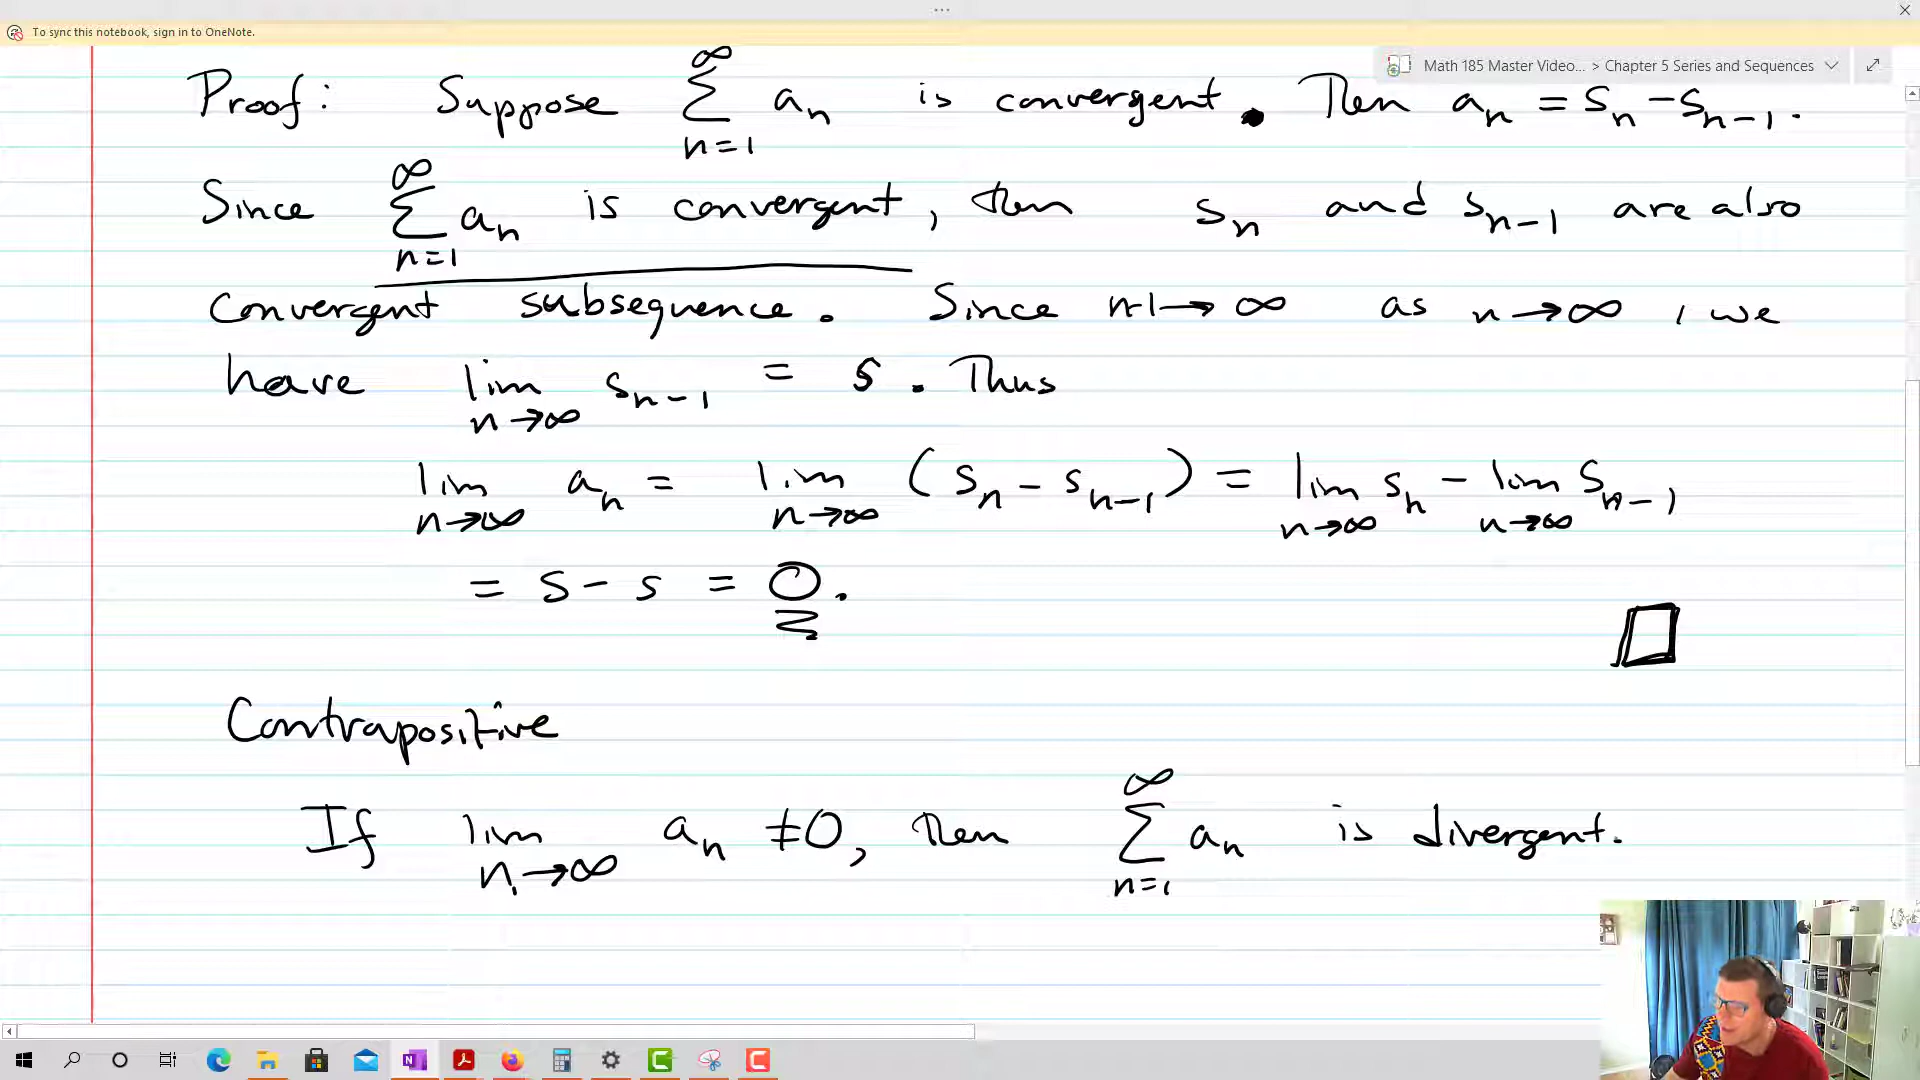 To sync this notebook, sign in to OneNote.
Math 185 Master Video... > Chapter 5 Series and Sequences
Proof: Suppose ∑_{n=1}^{∞} a_n is convergent. Then a_n = s_n - s_{n-1}.
Since ∑_{n=1}^{∞} a_n is convergent, then s_n and s_{n-1} are also
convergent subsequence. Since n-1 → ∞ as n → ∞, we
have lim_{n→∞} s_{n-1} = s. Thus
lim_{n→∞} a_n = lim_{n→∞} (s_n - s_{n-1}) = lim_{n→∞} s_n - lim_{n→∞} s_{n-1}
= s - s = 0.
Contrapositive
If lim_{n→∞} a_n ≠ 0, then ∑_{n=1}^{∞} a_n is divergent.